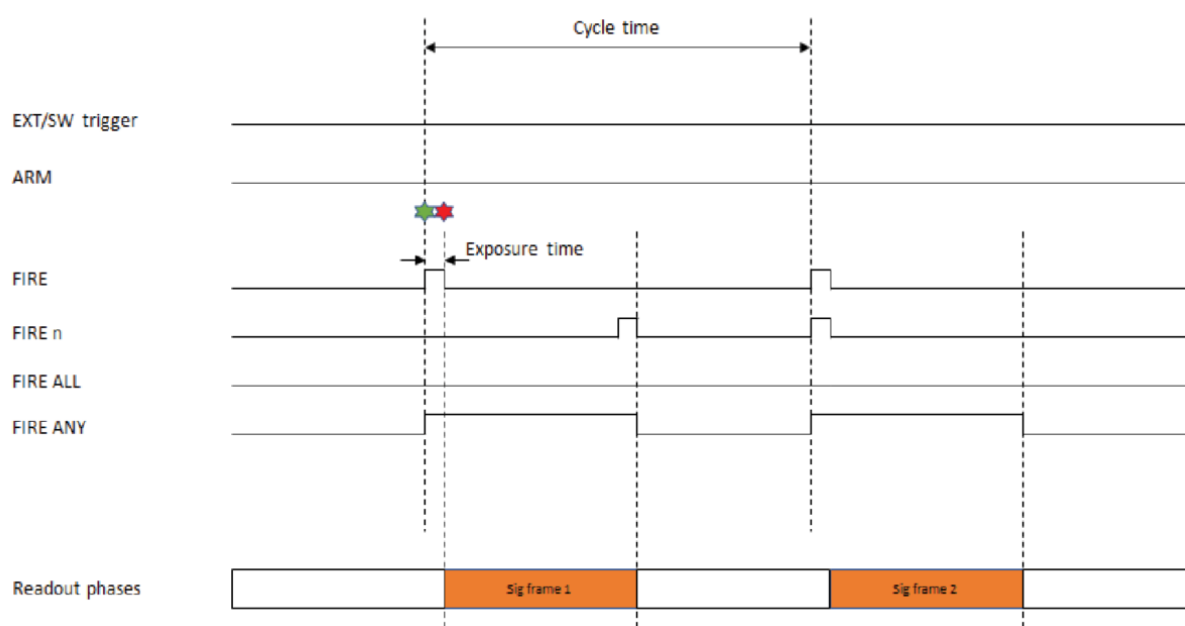 Cycle time
EXT/SW trigger
ARM
Exposure time
FIRE
FIRE n
FIRE ALL
FIRE ANY
Readout phases
Sig frame 1
Sig frame 2